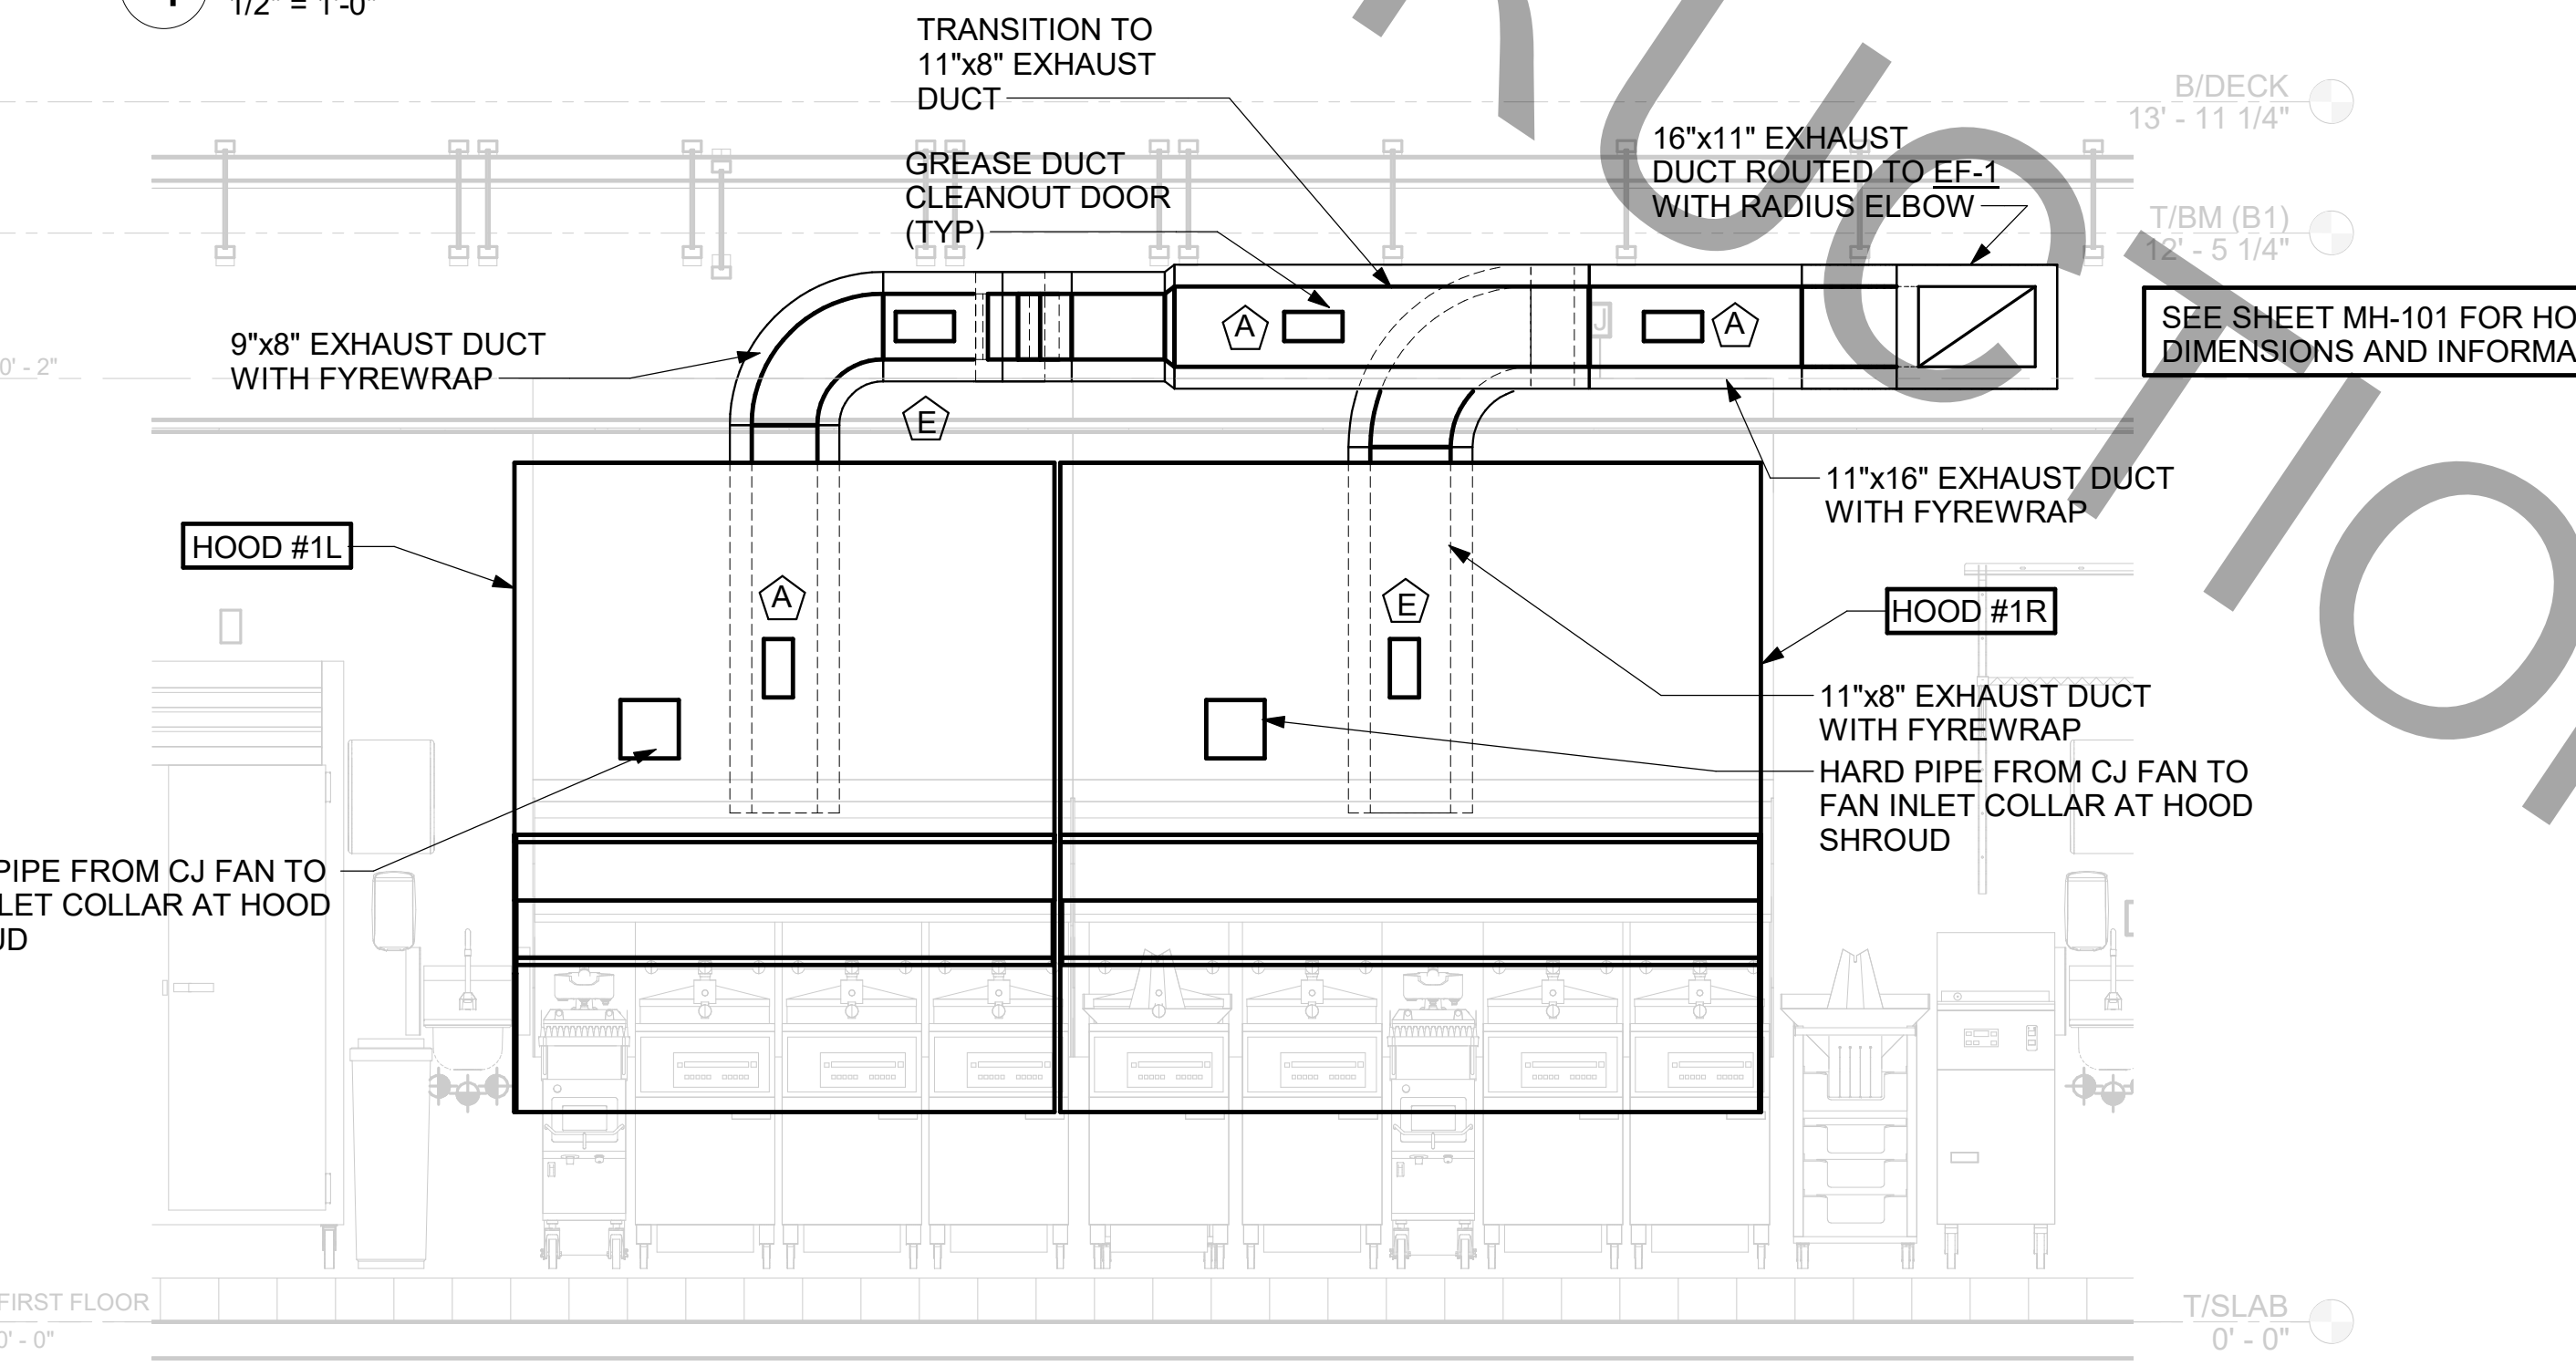 1/2" = 1'-0"
TRANSITION TO
11"x8" EXHAUST
DUCT
GREASE DUCT
CLEANOUT DOOR
(TYP)
B/DECK
13' - 11 1/4"
16"x11" EXHAUST
DUCT ROUTED TO EF-1
WITH RADIUS ELBOW
T/BM (B1)
12' - 5 1/4"
9"x8" EXHAUST DUCT
WITH FYREWRAP
0' - 2"
A
A
J
E
SEE SHEET MH-101 FOR HO
DIMENSIONS AND INFORMA
11"x16" EXHAUST DUCT
WITH FYREWRAP
HOOD #1L
A
E
HOOD #1R
11"x8" EXHAUST DUCT
WITH FYREWRAP
HARD PIPE FROM CJ FAN TO
FAN INLET COLLAR AT HOOD
SHROUD
PIPE FROM CJ FAN TO
LET COLLAR AT HOOD
UD
FIRST FLOOR
0' - 0"
T/SLAB
0' - 0"
RUCTION